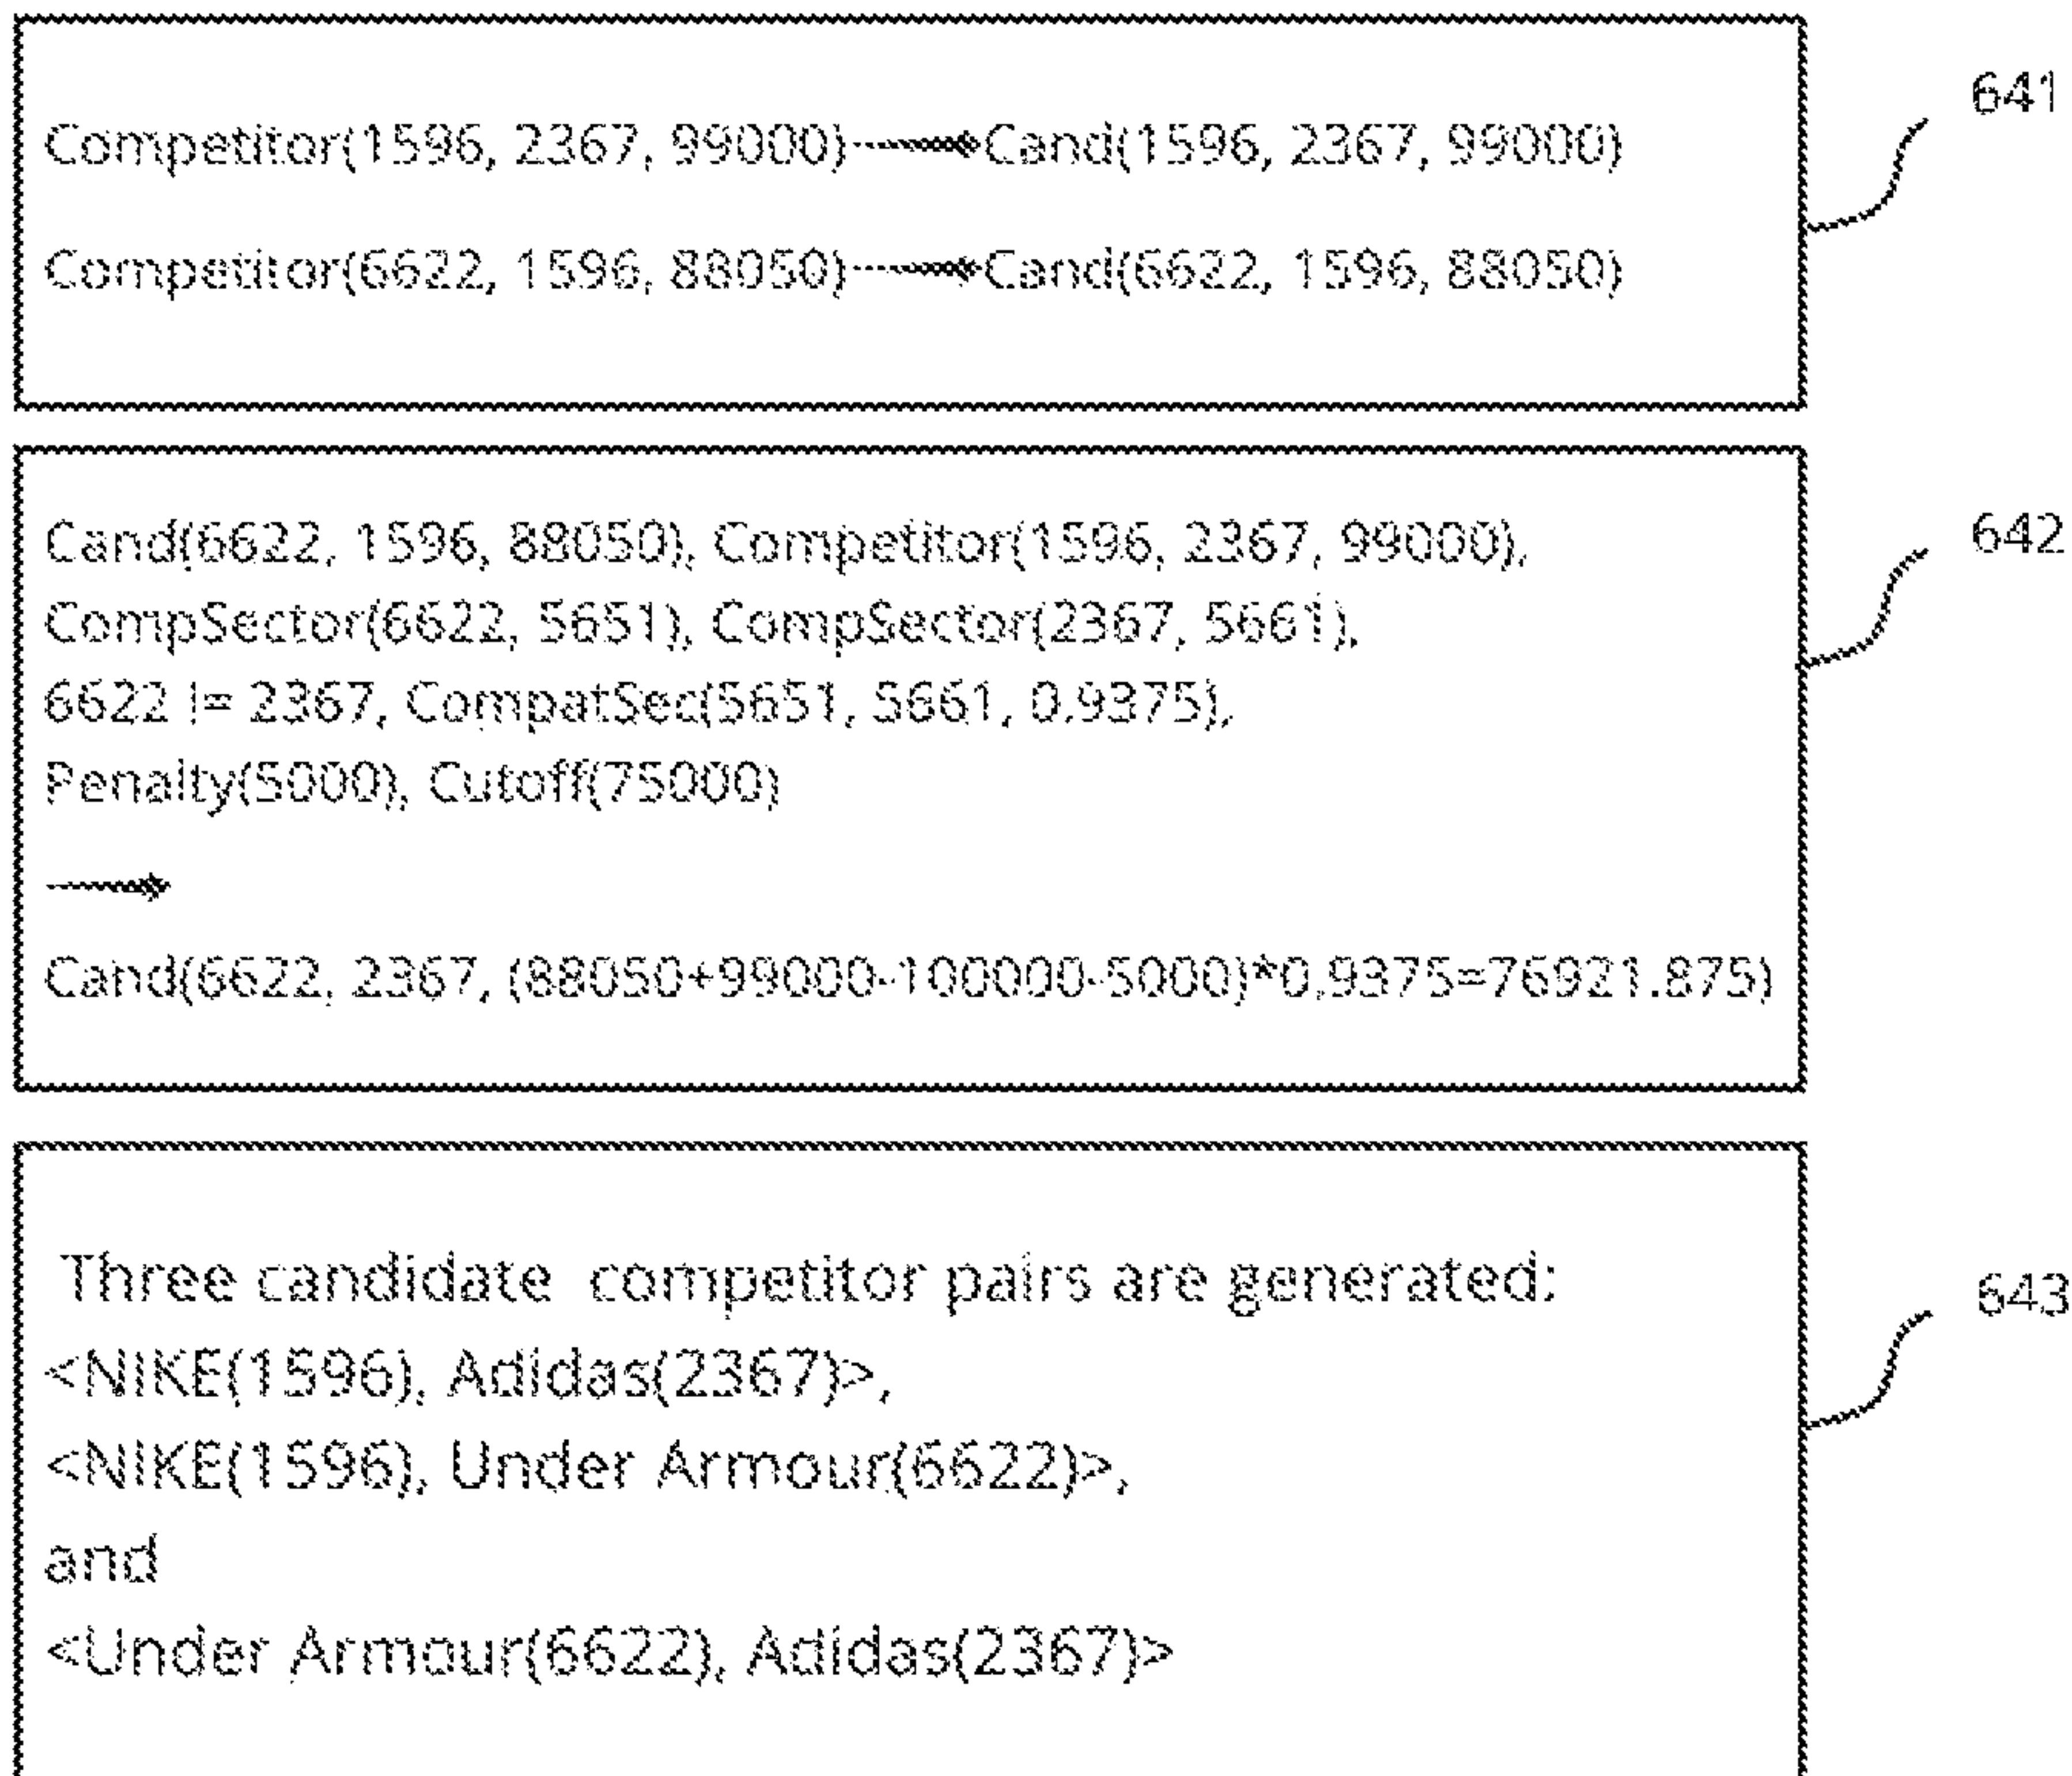 Competitor(1596, 2367, 99000)→Cand(1596, 2367, 99000)
Competitor(6622, 1596, 88050)→Cand(6622, 1596, 88050)
641
Cand(6622, 1596, 88050), Competitor(1596, 2367, 99000),
CompSector(6622, 5651), CompSector(2367, 5661),
6622 != 2367, CompatSec(5651, 5661, 0.9375),
Penalty(5000), Cutoff(75000)
→
Cand(6622, 2367, (88050+99000-100000-5000)*0.9375=76921.875)
642
Three candidate competitor pairs are generated:
<NIKE(1596), Adidas(2367)>,
<NIKE(1596), Under Armour(6622)>,
and
<Under Armour(6622), Adidas(2367)>
643